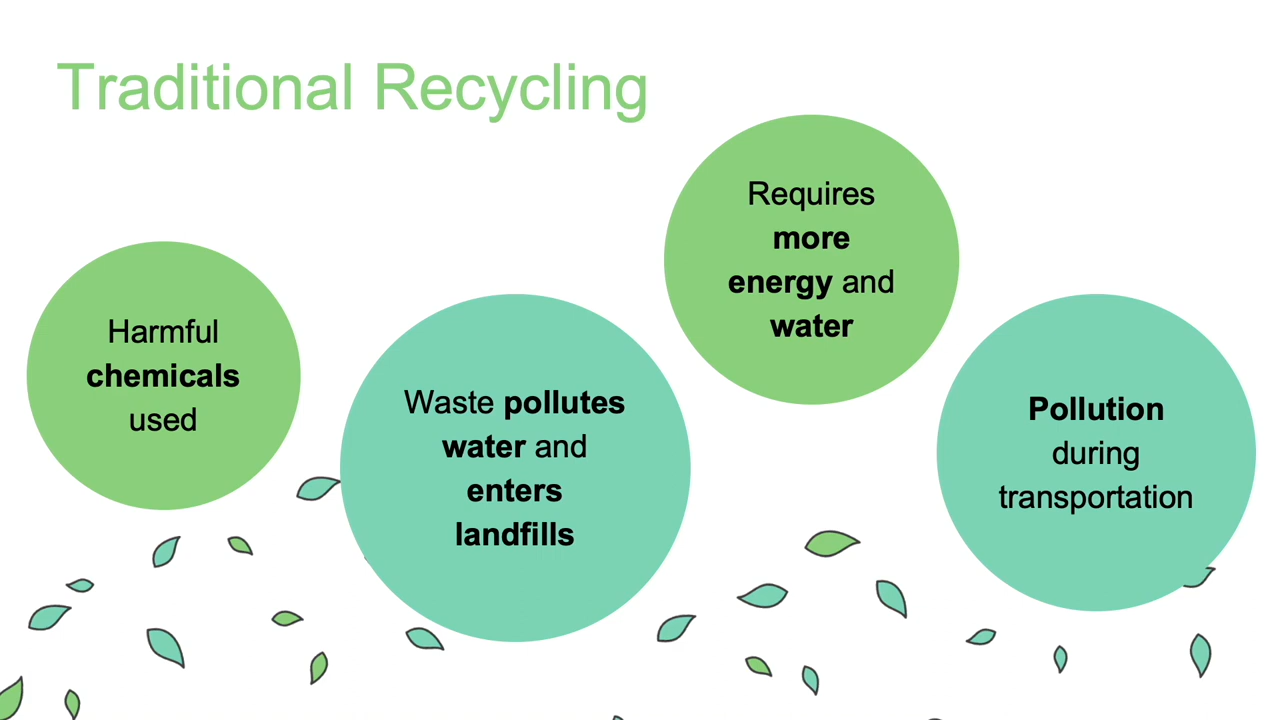 Traditional Recycling
Harmful
chemicals
used
Waste pollutes
water and
enters
landfills
Requires
more
energy and
water
Pollution
during
transportation